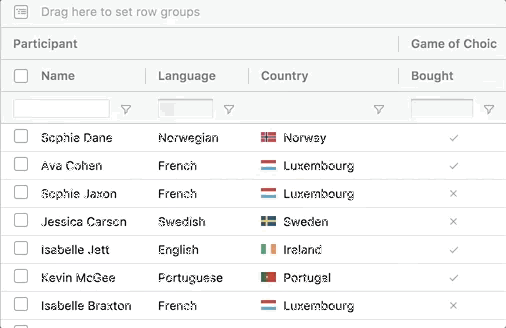 Drag here to set row groups
Participant Game of Choic
Name Language Country Bought
Sophia Dane Norwegian Norway
Ava Cohen French Luxembourg
Sophia Jaxon French Luxembourg
Jessica Carson Swedish Sweden
Isabelle Jett English Ireland
Kevin McGee Portuguese Portugal
Isabelle Braxton French Luxembourg